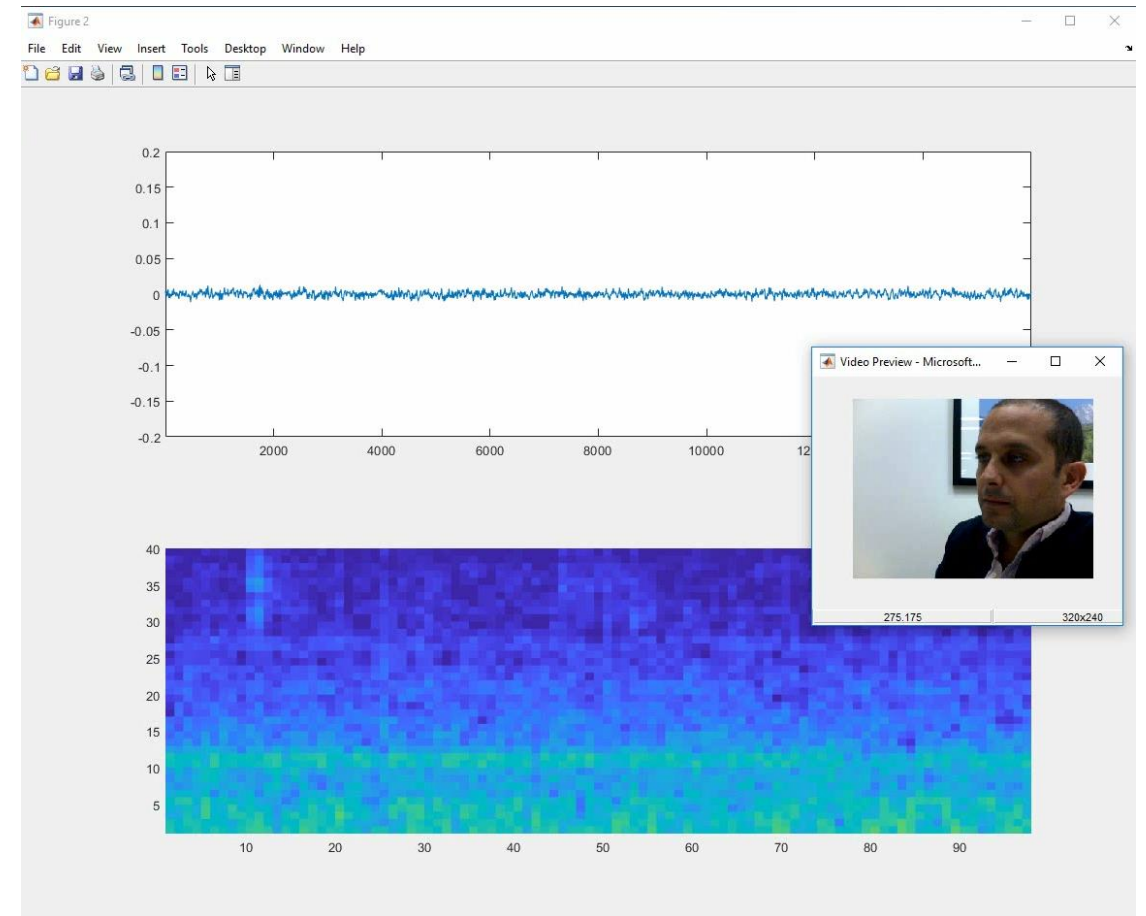 Figure 2
File Edit View Insert Tools Desktop Window Help
0.2
0.15
0.1
0.05
0
-0.05
-0.1
-0.15
-0.2
2000 4000 6000 8000 10000 12
Video Preview - Microsoft...
275.175 320x240
40
35
30
25
20
15
10
5
10 20 30 40 50 60 70 80 90